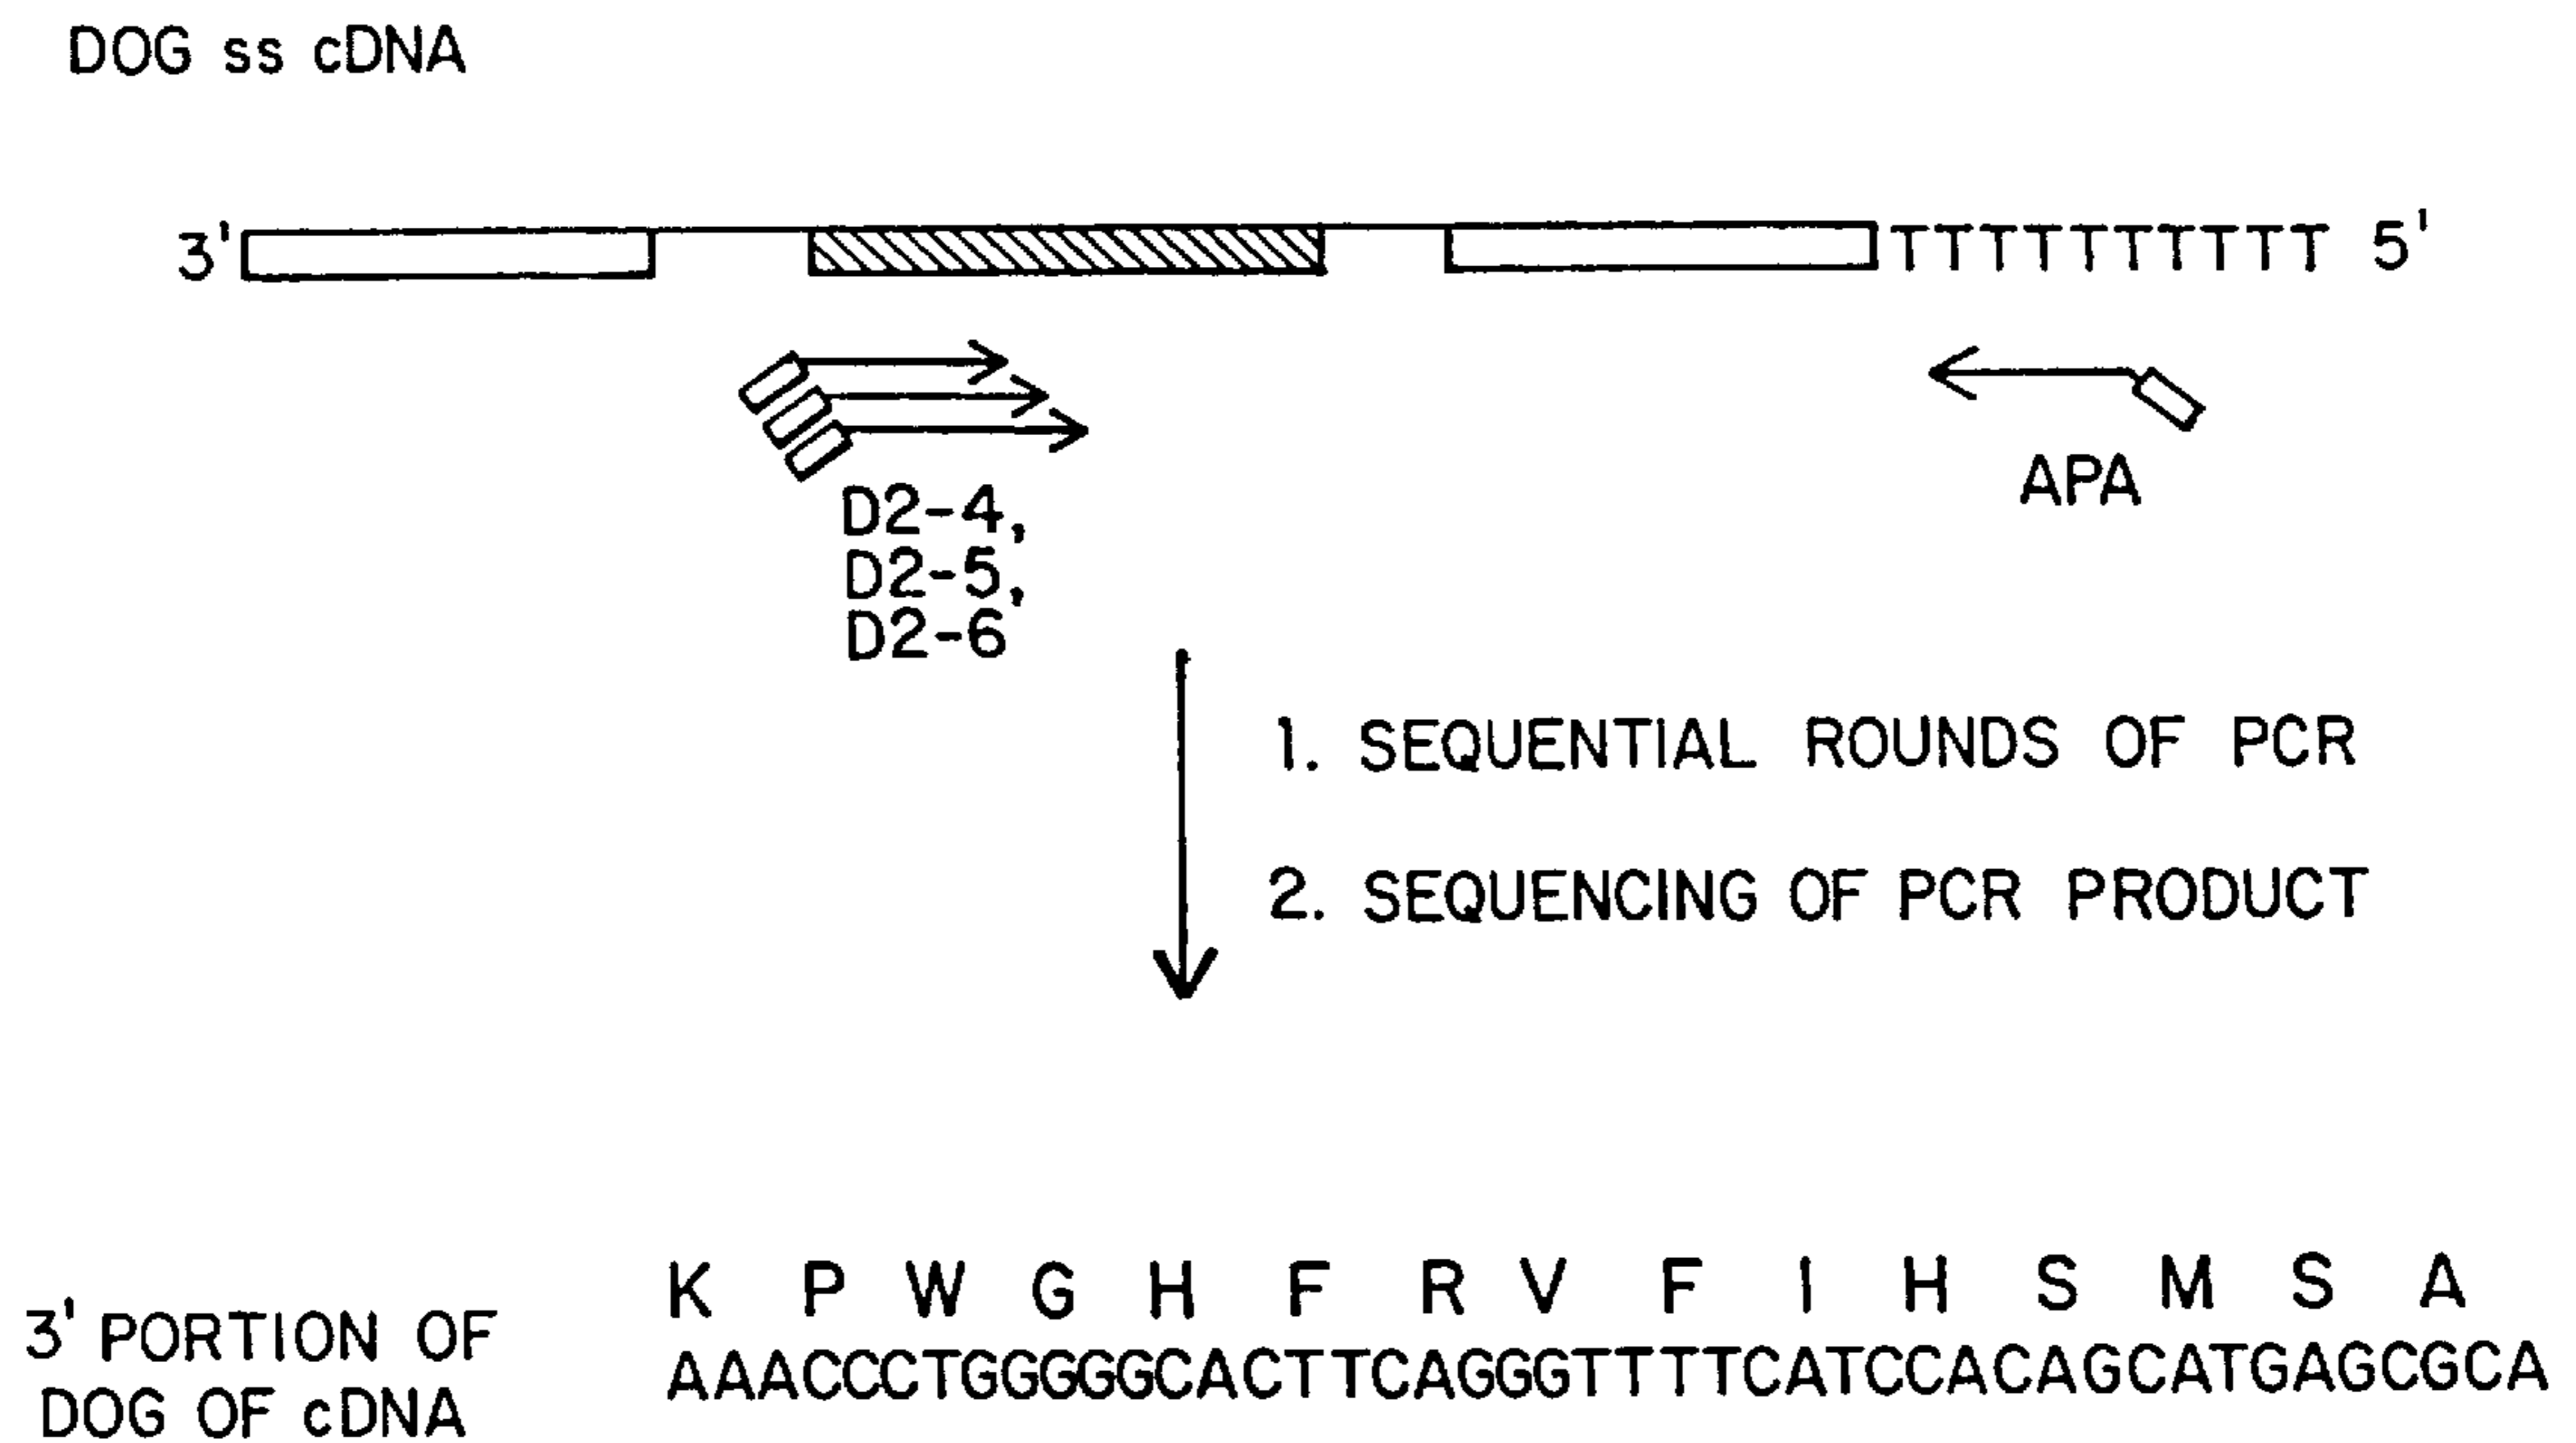 DOG ss cDNA
3' TTTTTTTTTT 5'
APA
D2-4,
D2-5,
D2-6
1. SEQUENTIAL ROUNDS OF PCR
2. SEQUENCING OF PCR PRODUCT
K P W G H F R V F I H S M S A
3' PORTION OF
AAACCCTGGGGGCACTTCAGGGTTTTCATCCACAGCATGAGCGCA
DOG OF cDNA